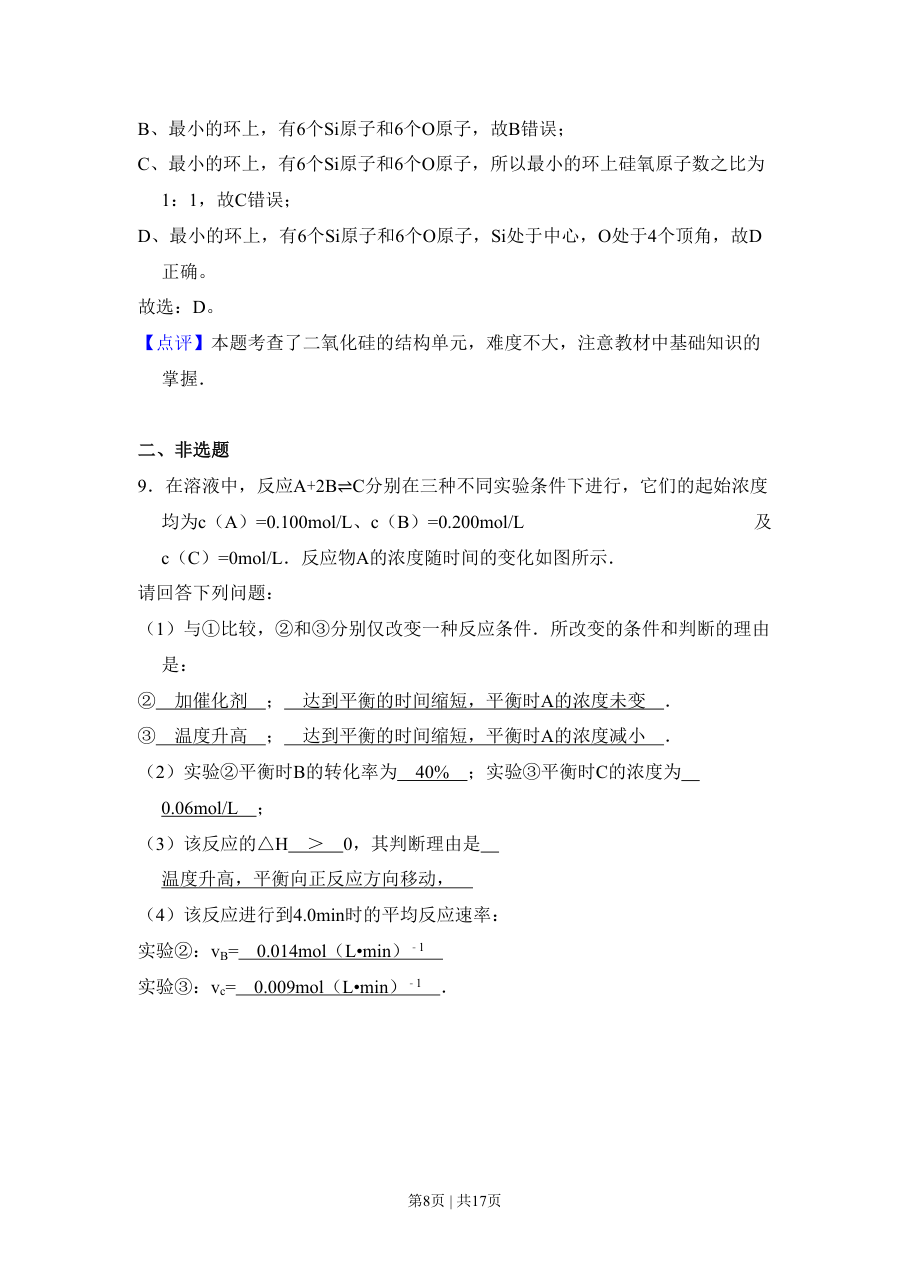 B、最小的环上，有6个Si原子和6个O原子，故B错误；
C、最小的环上，有6个Si原子和6个O原子，所以最小的环上硅氧原子数之比为
1：1，故C错误；
D、最小的环上，有6个Si原子和6个O原子，Si处于中心，O处于4个顶角，故D
正确。
故选：D。
【点评】本题考查了二氧化硅的结构单元，难度不大，注意教材中基础知识的
掌握．
二、非选题
9．在溶液中，反应A+2B⇌C分别在三种不同实验条件下进行，它们的起始浓度
均为c（A）=0.100mol/L、c（B）=0.200mol/L 及
c（C）=0mol/L．反应物A的浓度随时间的变化如图所示．
请回答下列问题：
（1）与①比较，②和③分别仅改变一种反应条件．所改变的条件和判断的理由
是：
② 加催化剂 ； 达到平衡的时间缩短，平衡时A的浓度未变 ．
③ 温度升高 ； 达到平衡的时间缩短，平衡时A的浓度减小 ．
（2）实验②平衡时B的转化率为 40% ；实验③平衡时C的浓度为
0.06mol/L ；
（3）该反应的△H ＞ 0，其判断理由是
温度升高，平衡向正反应方向移动，
（4）该反应进行到4.0min时的平均反应速率：
实验②：vB= 0.014mol（L•min）﹣1
实验③：vc= 0.009mol（L•min）﹣1 ．
第8页 | 共17页